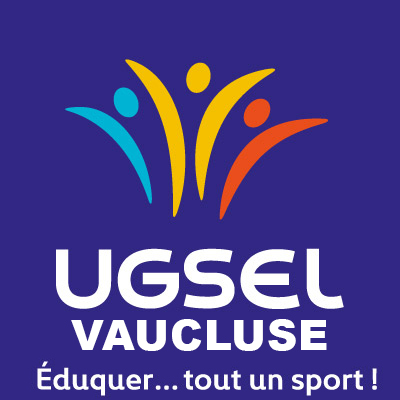 UGSEL
VAUCLUSE
Éduquer... tout un sport !